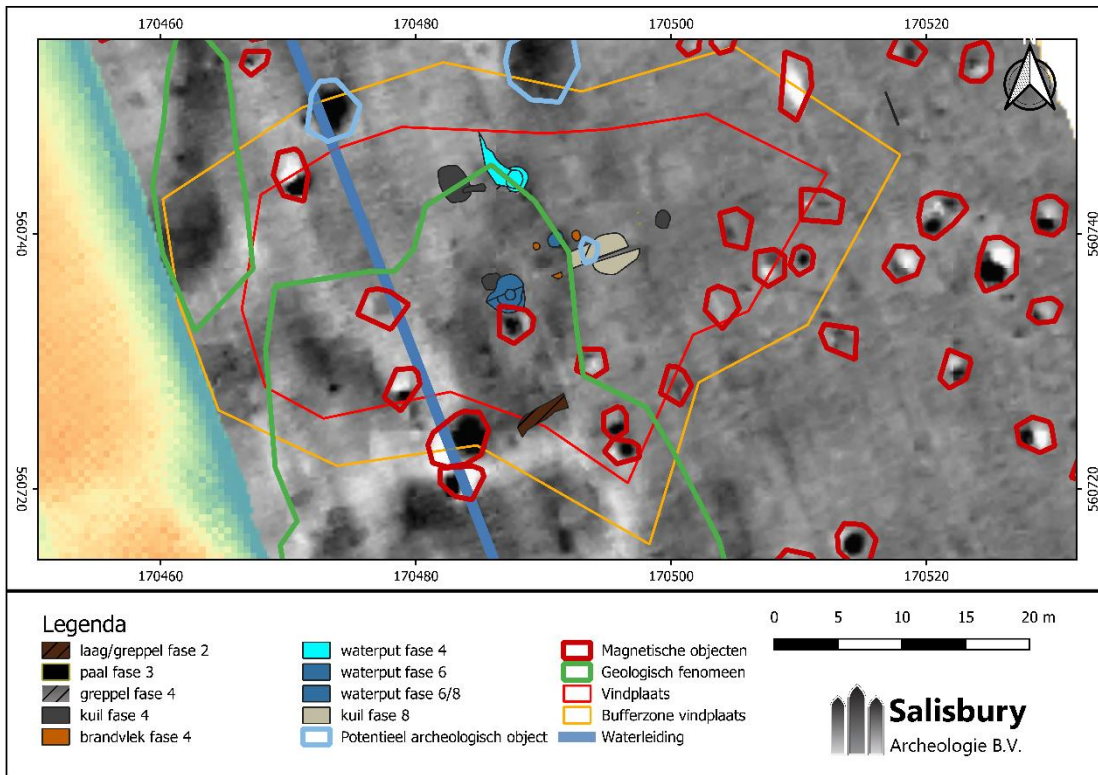 170460 170480 170500 170520
560740 560740
560720 560720
170460 170480 170500 170520
Legenda
laag/greppel fase 2
paal fase 3
greppel fase 4
kuil fase 4
brandvlek fase 4
waterput fase 4
waterput fase 6
waterput fase 6/8
kuil fase 8
Potentieel archeologisch object
Magnetische objecten
Geologisch fenomeen
Vindplaats
Bufferzone vindplaats
Waterleiding
0 5 10 15 20 m
Salisbury
Archeologie B.V.